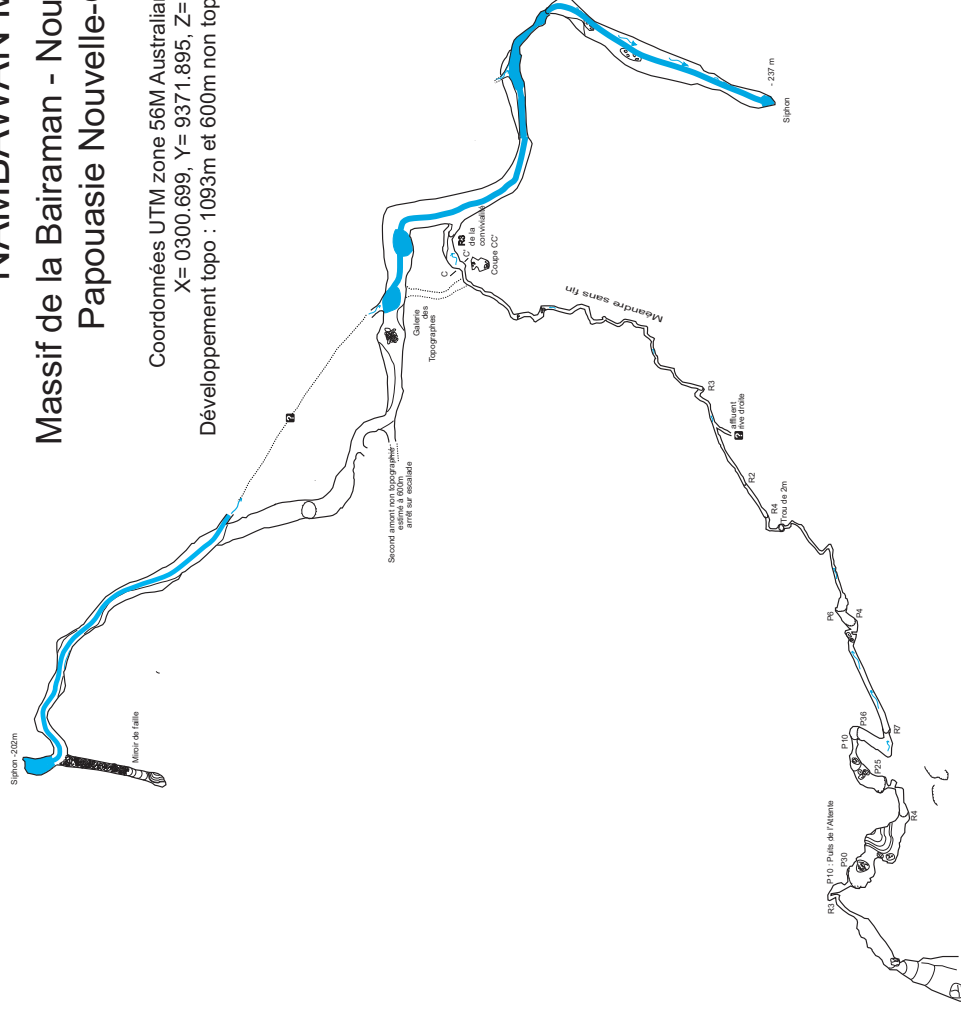 Massif de la Bairaman - Nou
Papouasie Nouvelle-
Coordonnées UTM zone 56M Australian
X= 0300.699, Y= 9371.895, Z=
Développement topo : 1093m et 600m non top
Siphon -202m
Miroir de faille
?
Second amont non topographié
estimé à 600m
arrêt sur escalade
Galerie
des
Topographes
C
C'
R3
de la
convivialité
Coupe CC'
- 237 m
Siphon
Méandre sans fin
R3
affluent
? rive droite
R2
R4
Trou de 2m
P6
P4
P10
P36
R7
P25
R4
P10 : Puits de l'Attente
P30
R3